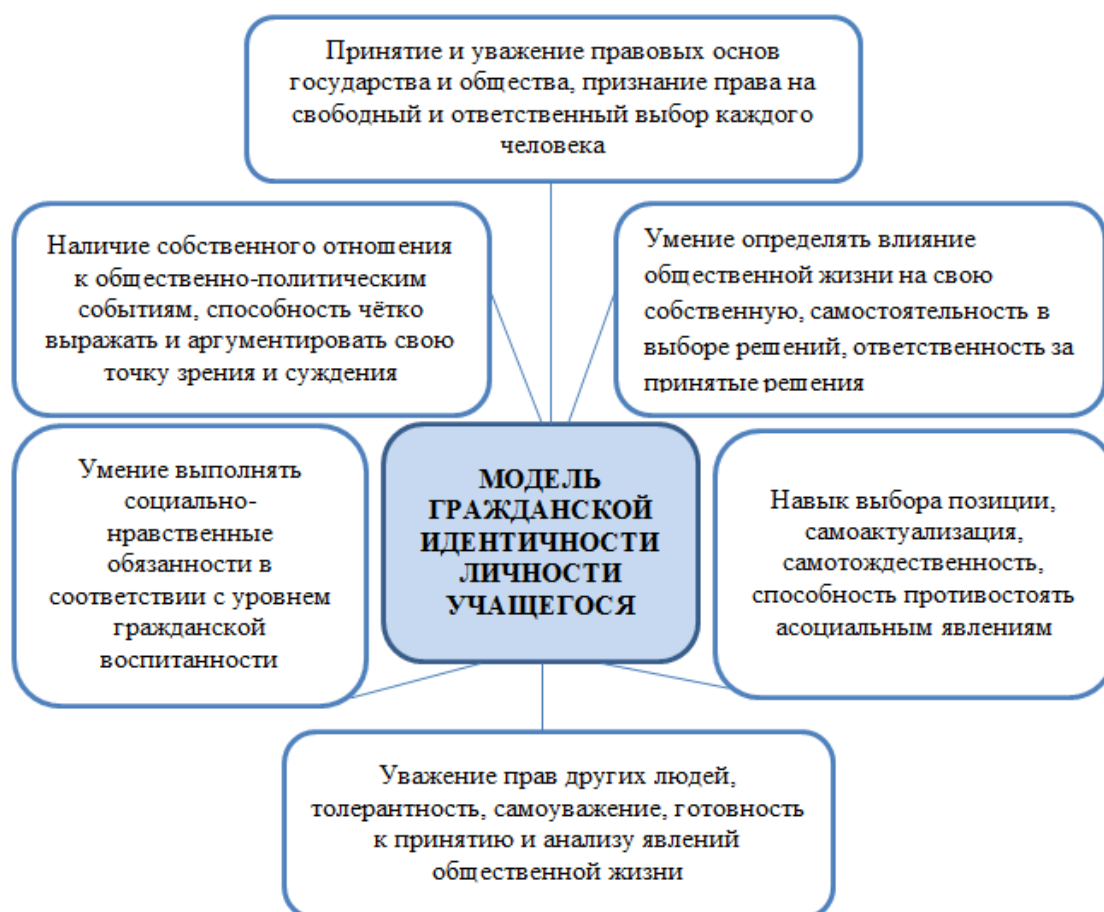 Принятие и уважение правовых основ
государства и общества, признание права на
свободный и ответственный выбор каждого
человека
Наличие собственного отношения
к общественно-политическим
событиям, способность чётко
выражать и аргументировать свою
точку зрения и суждения
Умение определять влияние
общественной жизни на свою
собственную, самостоятельность в
выборе решений, ответственность за
принятые решения
Умение выполнять
социально-
нравственные
обязанности в
соответствии с уровнем
гражданской
воспитанности
МОДЕЛЬ
ГРАЖДАНСКОЙ
ИДЕНТИЧНОСТИ
ЛИЧНОСТИ
УЧАЩЕГОСЯ
Навык выбора позиции,
самоактуализация,
самотождественность,
способность противостоять
асоциальным явлениям
Уважение прав других людей,
толерантность, самоуважение, готовность
к принятию и анализу явлений
общественной жизни